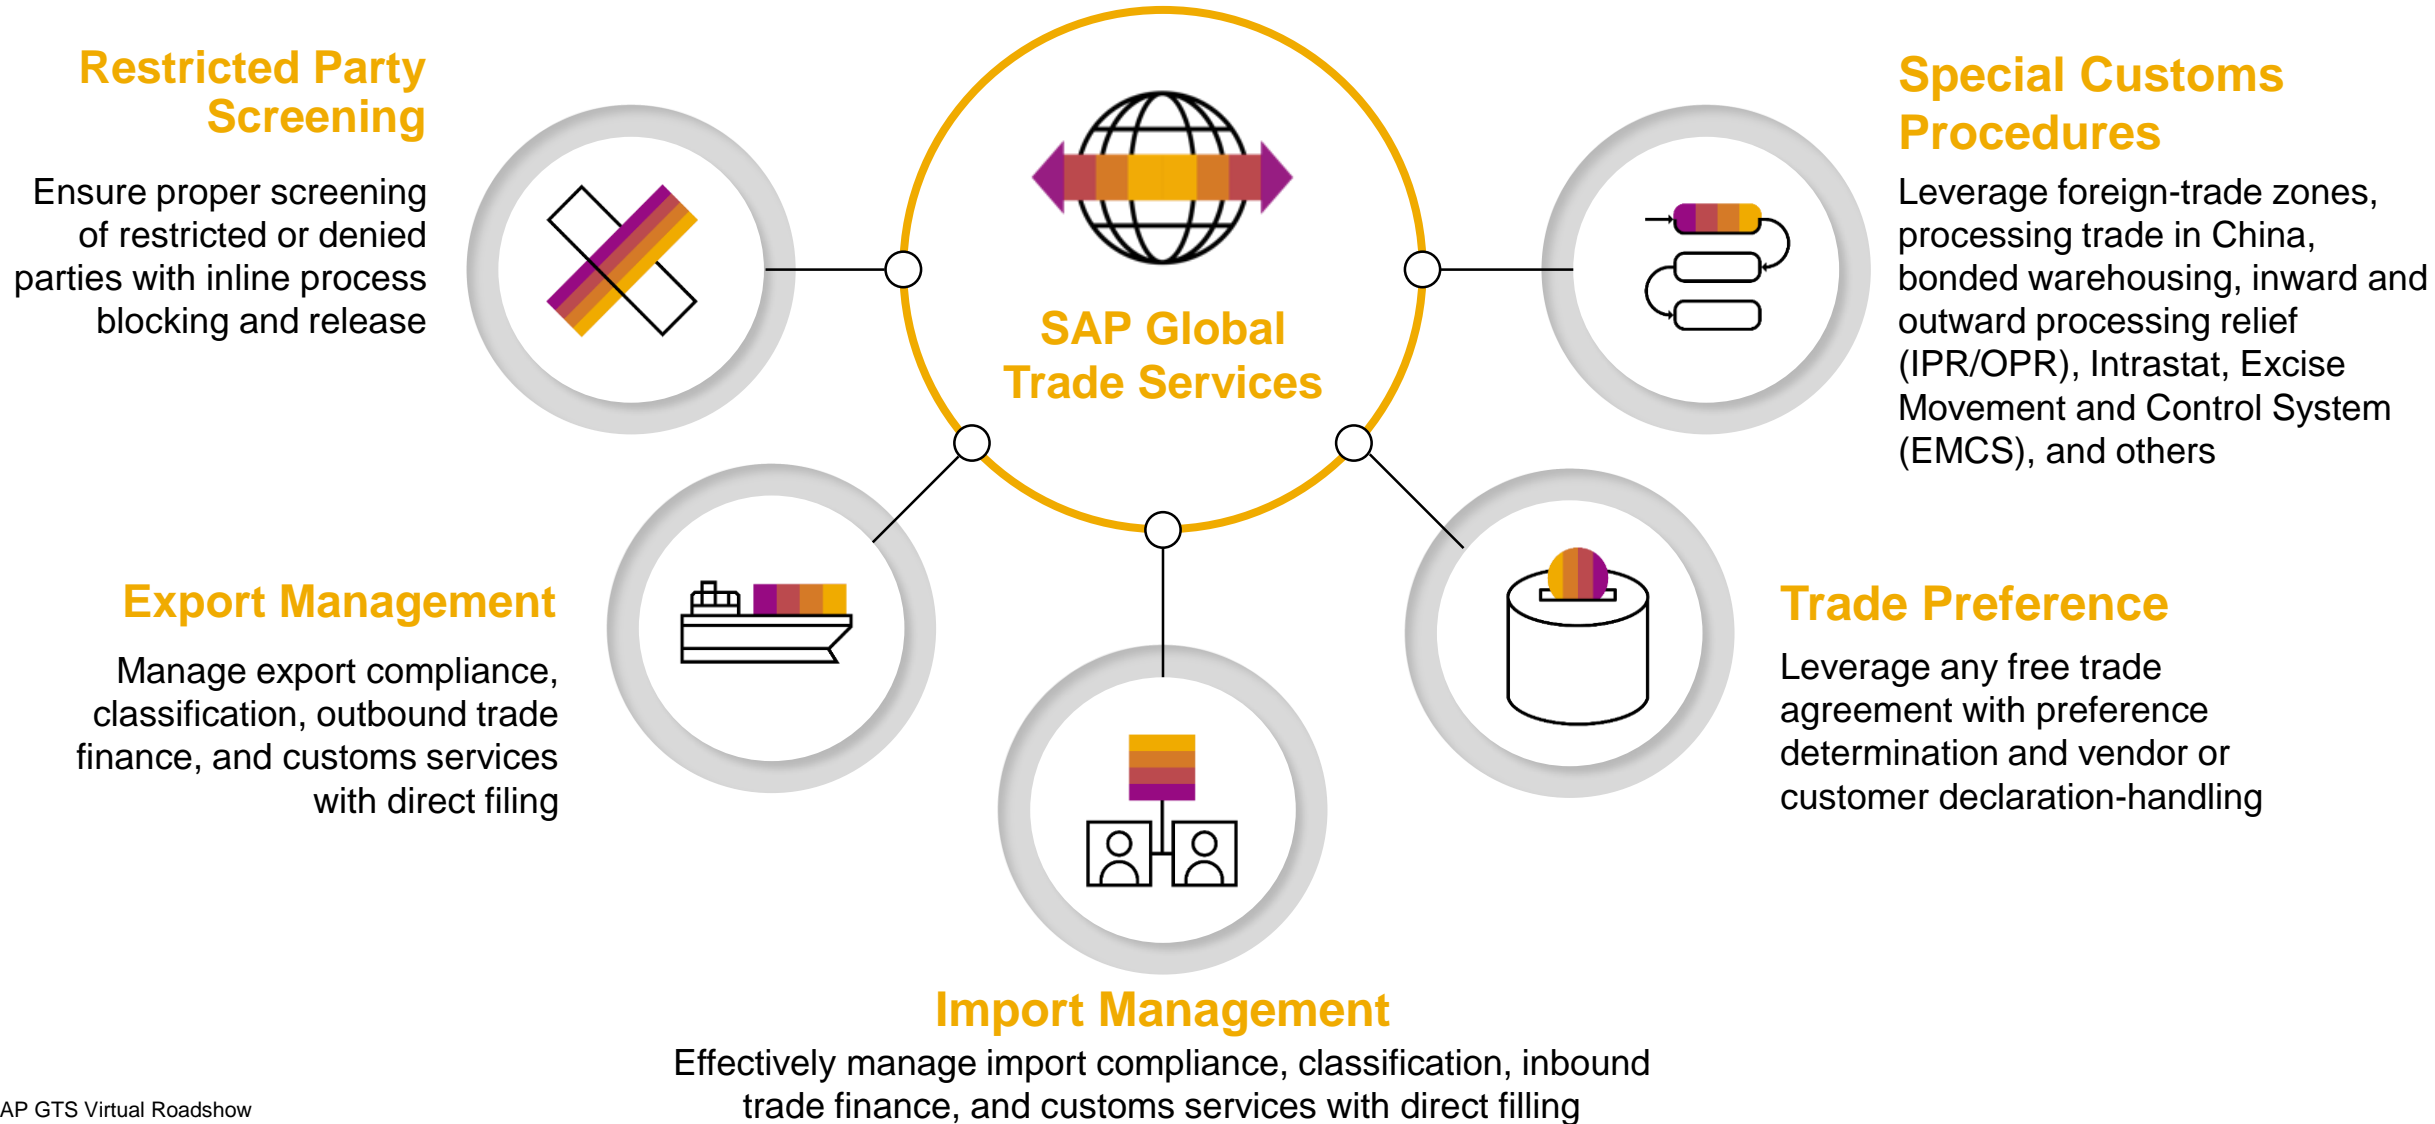 Restricted Party
Screening
Ensure proper screening
of restricted or denied
parties with inline process
blocking and release
SAP Global
Trade Services
Special Customs
Procedures
Leverage foreign-trade zones,
processing trade in China,
bonded warehousing, inward and
outward processing relief
(IPR/OPR), Intrastat, Excise
Movement and Control System
(EMCS), and others
Export Management
Manage export compliance,
classification, outbound trade
finance, and customs services
with direct filing
Trade Preference
Leverage any free trade
agreement with preference
determination and vendor or
customer declaration-handling
Import Management
Effectively manage import compliance, classification, inbound
trade finance, and customs services with direct filling
AP GTS Virtual Roadshow